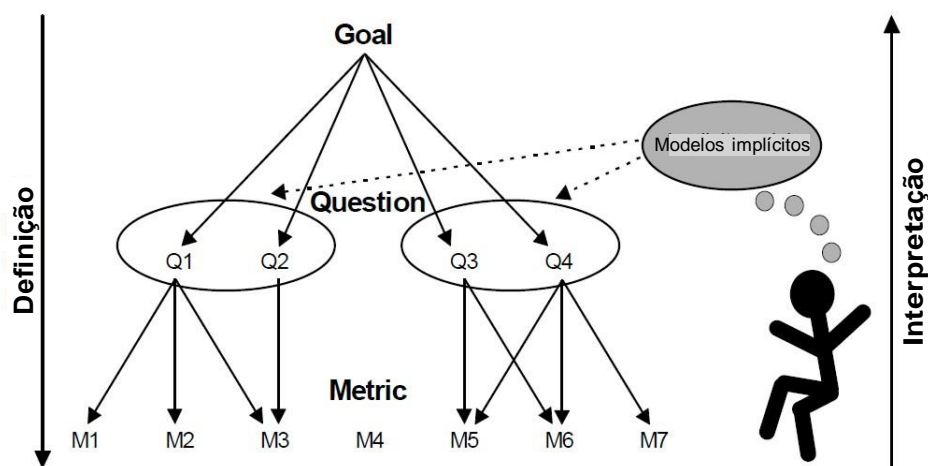 Goal
Modelos implícitos
Question
Definição
Interpretação
Q1 Q2 Q3 Q4
Metric
M1 M2 M3 M4 M5 M6 M7